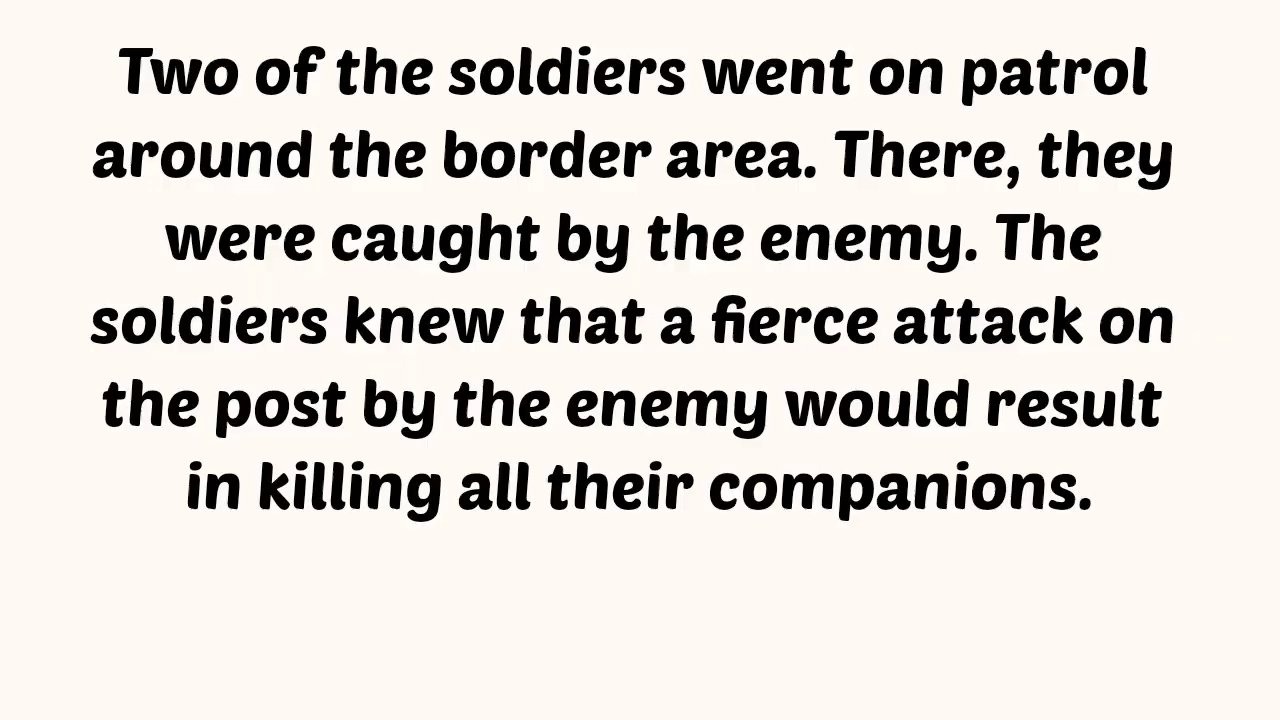 Two of the soldiers went on patrol
around the border area. There, they
were caught by the enemy. The
soldiers knew that a fierce attack on
the post by the enemy would result
in killing all their companions.